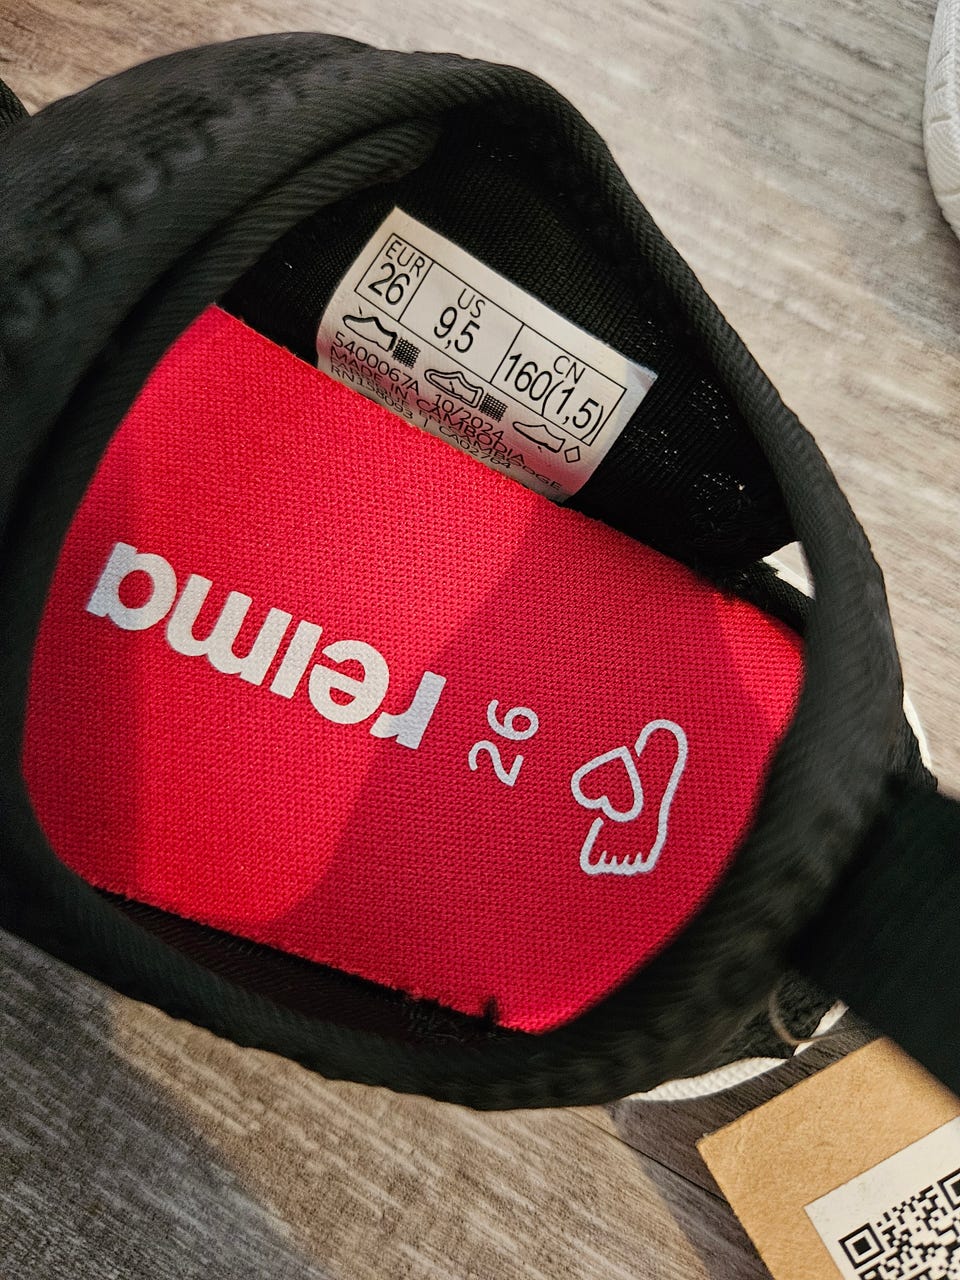 EUR
26
US
9,5
CN
160(1,5)
5400067A 10/2024
MADE IN CAMBODIA
reima
26